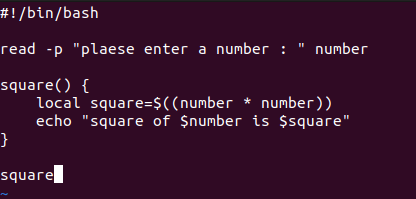 #!/bin/bash
read -p "plaese enter a number : " number
square() {
    local square=$((number * number))
    echo "square of $number is $square"
}
square
~